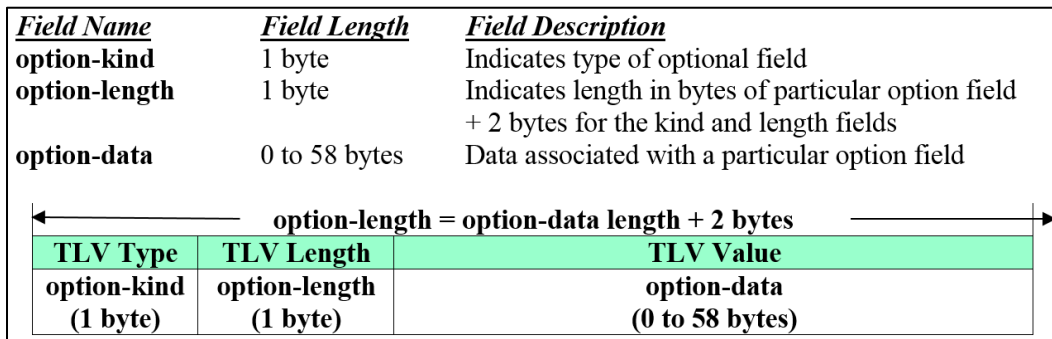 Field Name Field Length Field Description
option-kind 1 byte Indicates type of optional field
option-length 1 byte Indicates length in bytes of particular option field
+ 2 bytes for the kind and length fields
option-data 0 to 58 bytes Data associated with a particular option field
option-length = option-data length + 2 bytes
TLV Type TLV Length TLV Value
option-kind option-length option-data
(1 byte) (1 byte) (0 to 58 bytes)